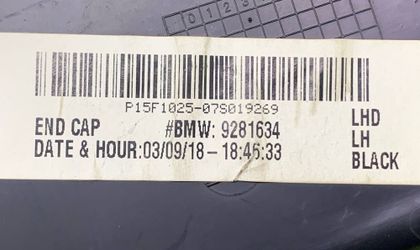 P15F1025-07S019269
END CAP #BMW: 9281634 LHD
LH
DATE & HOUR:03/09/18-18:45:33 BLACK